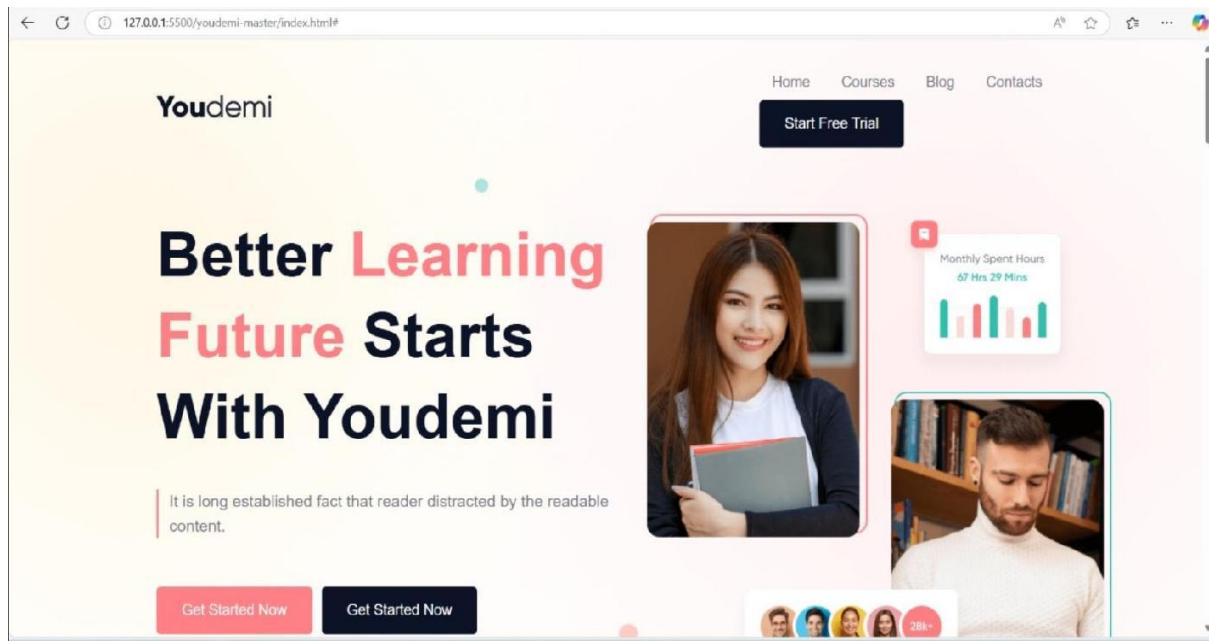 127.0.0.1:5500/youdemi-master/index.html#
Youdemi
Home Courses Blog Contacts
Start Free Trial
Better Learning
Future Starts
With Youdemi
It is long established fact that reader distracted by the readable
content.
Get Started Now Get Started Now
Monthly Spent Hours
67 Hrs 29 Mins
28k+